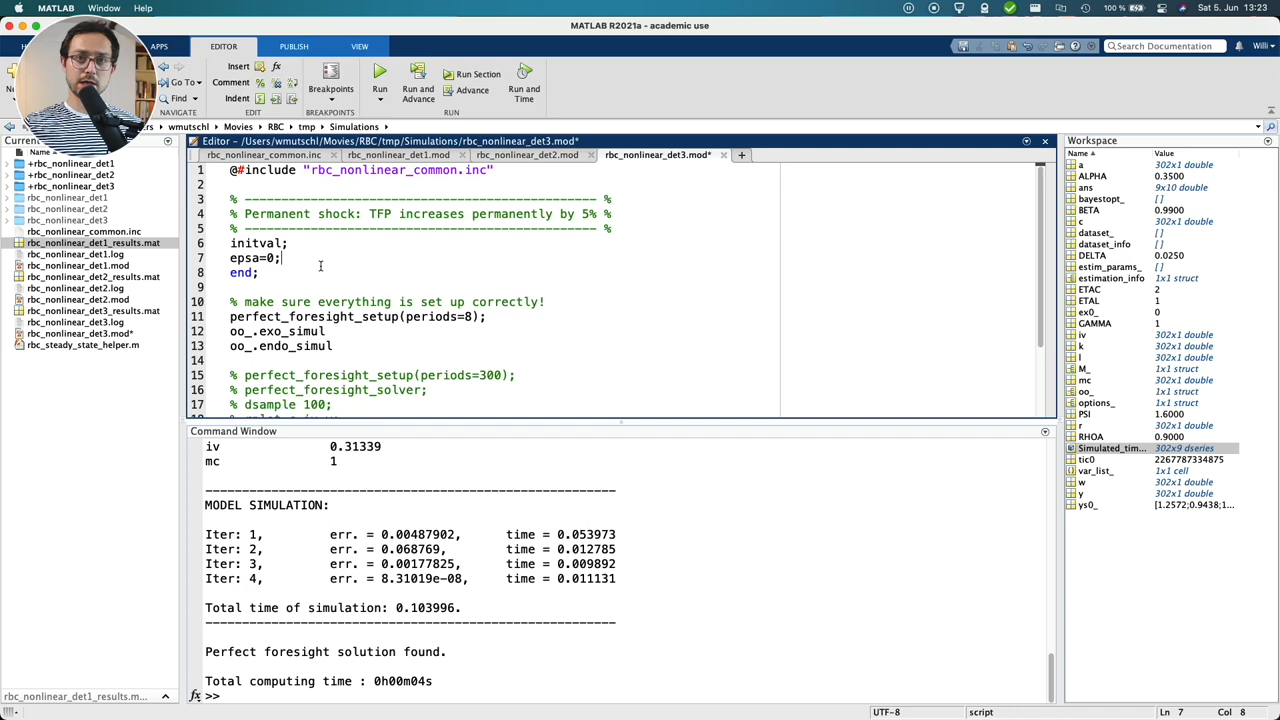 MATLAB File Edit Window Help
Sat 5. Jun 13:23
MATLAB R2021a - academic use
APPS EDITOR PUBLISH VIEW
Search Documentation
Willi
Insert fx
Comment %
Indent
Go To
Find
Breakpoints
Run
Run and Advance
Run Section
Advance
Run and Time
NAVIGATE EDIT BREAKPOINTS RUN
wmutschl Movies RBC tmp Simulations
Name
+rbc_nonlinear_det1
+rbc_nonlinear_det2
+rbc_nonlinear_det3
rbc_nonlinear_det1
rbc_nonlinear_det2
rbc_nonlinear_det3
rbc_nonlinear_common.inc
rbc_nonlinear_det1_results.mat
rbc_nonlinear_det1.log
rbc_nonlinear_det1.mod
rbc_nonlinear_det2_results.mat
rbc_nonlinear_det2.log
rbc_nonlinear_det2.mod
rbc_nonlinear_det3_results.mat
rbc_nonlinear_det3.log
rbc_nonlinear_det3.mod*
rbc_steady_state_helper.m
rbc_nonlinear_det1_results.m...
Editor - /Users/wmutschl/Movies/RBC/tmp/Simulations/rbc_nonlinear_det3.mod*
rbc_nonlinear_common.inc rbc_nonlinear_det1.mod rbc_nonlinear_det2.mod rbc_nonlinear_det3.mod*
1 @#include "rbc_nonlinear_common.inc"
2
3 % ----------------------------------------------- %
4 % Permanent shock: TFP increases permanently by 5% %
5 % ----------------------------------------------- %
6 initval;
7 epsa=0;
8 end;
9
10 % make sure everything is set up correctly!
11 perfect_foresight_setup(periods=8);
12 oo_.exo_simul
13 oo_.endo_simul
14
15 % perfect_foresight_setup(periods=300);
16 % perfect_foresight_solver;
17 % dsample 100;
Command Window
iv 0.31339
mc 1
-------------------------------------------------------
MODEL SIMULATION:
Iter: 1, err. = 0.00487902, time = 0.053973
Iter: 2, err. = 0.068769, time = 0.012785
Iter: 3, err. = 0.00177825, time = 0.009892
Iter: 4, err. = 8.31019e-08, time = 0.011131
Total time of simulation: 0.103996.
-------------------------------------------------------
Perfect foresight solution found.
Total computing time : 0h00m04s
fx >>
Workspace
Name Value
a 302x1 double
ALPHA 0.3500
ans 9x10 double
bayestopt_ []
BETA 0.9900
c 302x1 double
dataset_ []
dataset_info []
DELTA 0.0250
estim_params_ []
estimation_info 1x1 struct
ETAC 2
ETAL 1
ex0_ 0
GAMMA 1
iv 302x1 double
k 302x1 double
l 302x1 double
M_ 1x1 struct
mc 302x1 double
oo_ 1x1 struct
options_ 1x1 struct
PSI 1.6000
r 302x1 double
RHOA 0.9000
Simulated_tim... 302x9 dseries
tic0 2267787334875
var_list_ 1x1 cell
w 302x1 double
y 302x1 double
ys0_ [1.2572;0.9438;1...
UTF-8 script Ln 7 Col 8